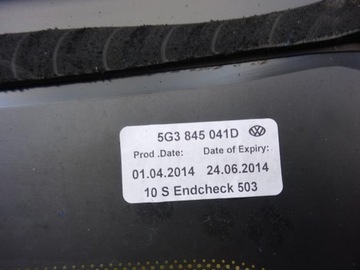 5G3 845 041D
Prod .Date: Date of Expiry:
01.04.2014 24.06.2014
10 S Endcheck 503